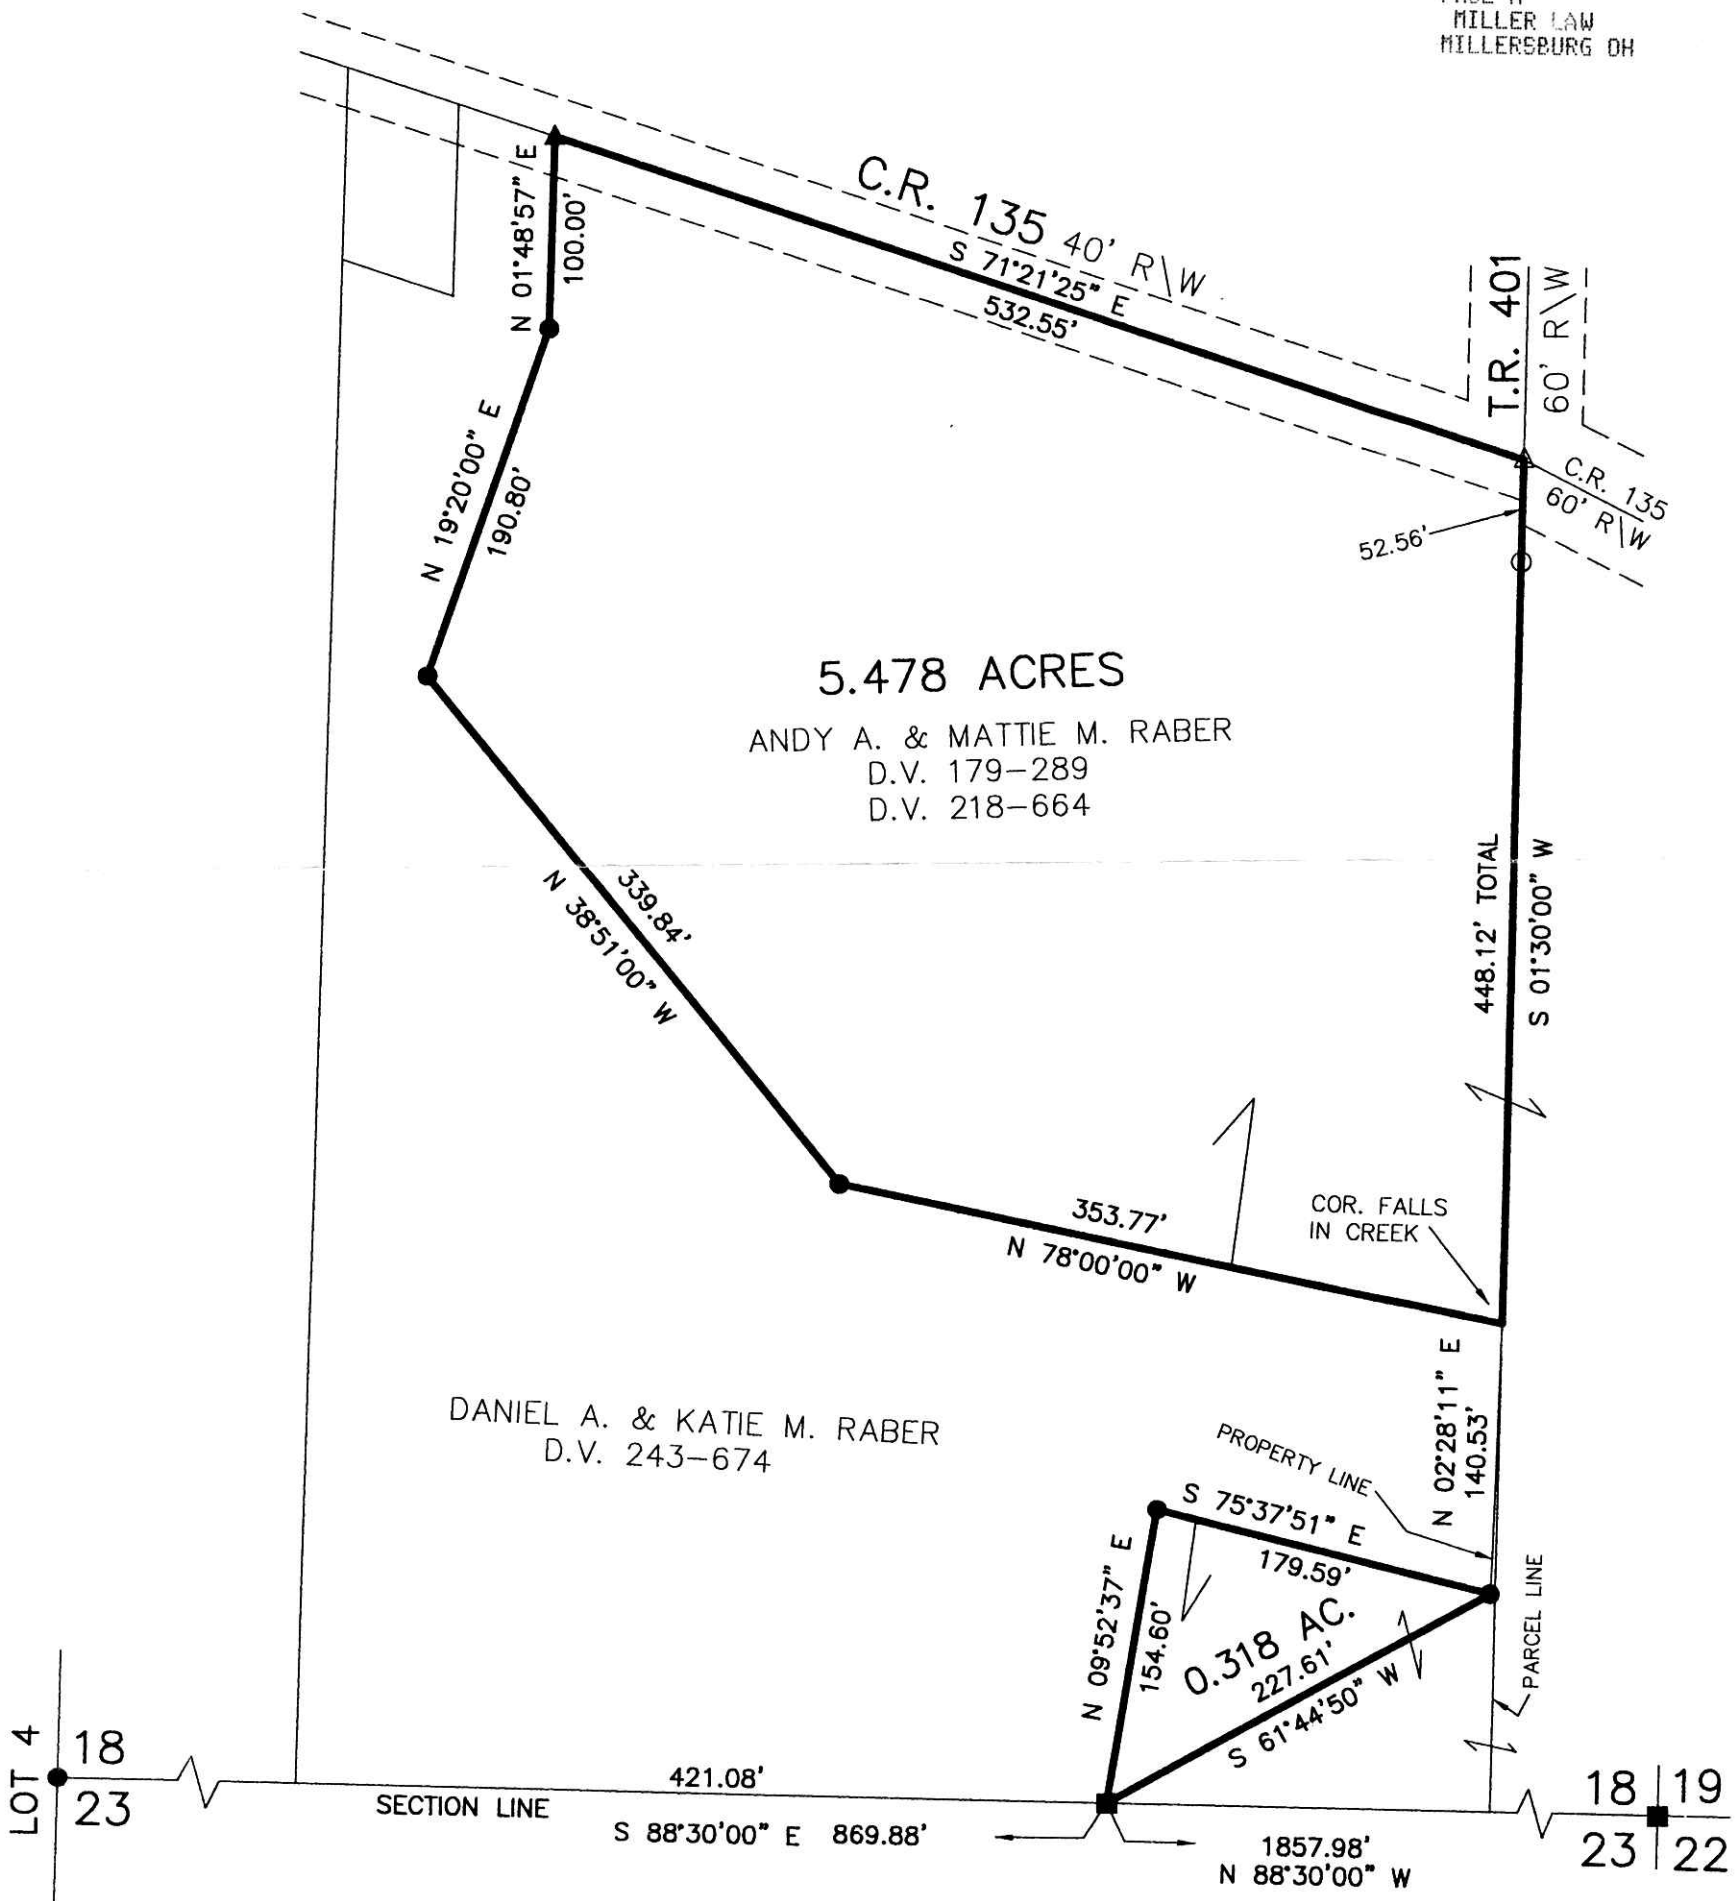 MILLER LAW
MILLERSBURG OH
C.R. 135 40' R\W
S 71°21'25" E
532.55'
N 01°48'57" E
100.00'
T.R. 401
60' R\W
C.R. 135
60' R\W
52.56'
N 19°20'00" E
190.80'
5.478 ACRES
ANDY A. & MATTIE M. RABER
D.V. 179-289
D.V. 218-664
339.84'
N 38°51'00" W
448.12' TOTAL
S 01°30'00" W
353.77'
N 78°00'00" W
COR. FALLS
IN CREEK
DANIEL A. & KATIE M. RABER
D.V. 243-674
N 02°28'11" E
140.53'
PROPERTY LINE
S 75°37'51" E
179.59'
N 09°52'37" E
154.60'
0.318 AC.
227.61'
S 61°44'50" W
PARCEL LINE
LOT 4
18
23
421.08'
SECTION LINE
S 88°30'00" E 869.88'
1857.98'
N 88°30'00" W
18 19
23 22